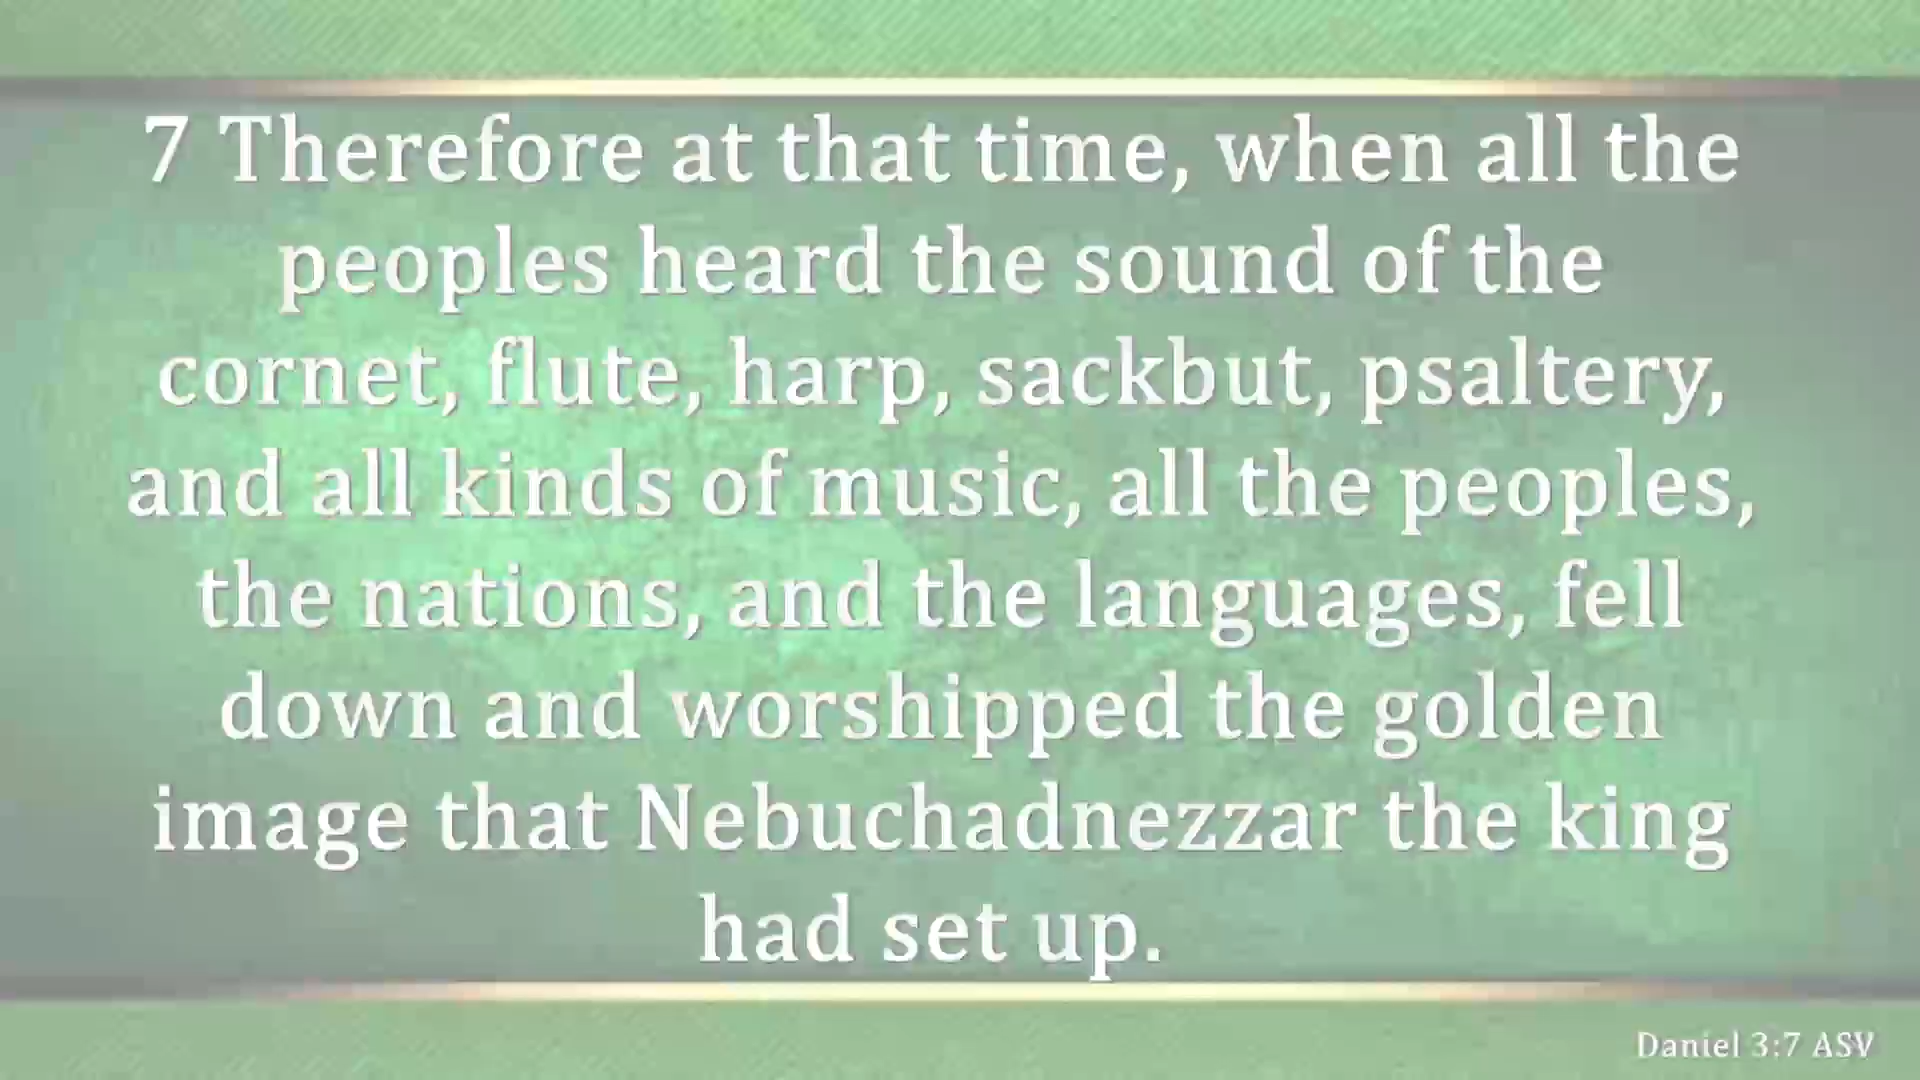 7 Therefore at that time, when all the
peoples heard the sound of the
cornet, flute, harp, sackbut, psaltery,
and all kinds of music, all the peoples,
the nations, and the languages, fell
down and worshipped the golden
image that Nebuchadnezzar the king
had set up.
Daniel 3:7 ASV